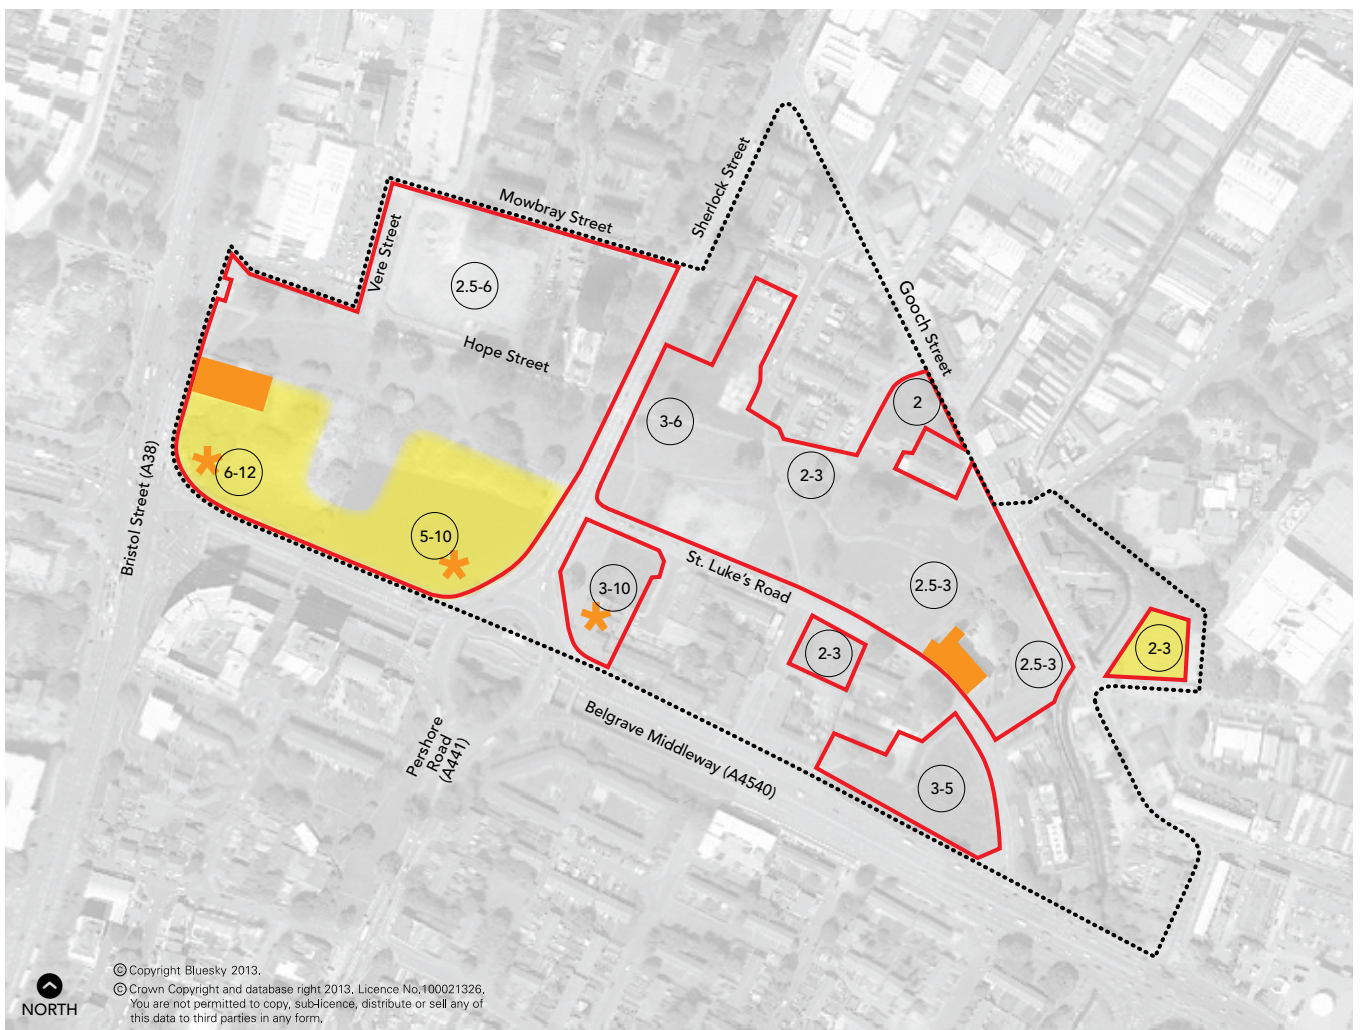 Sherlock Street
Mowbray Street
Vere Street
2.5-6
Gooch Street
Hope Street
2
3-6
Bristol Street (A38)
6-12
2-3
5-10
St. Luke's Road
3-10
2.5-3
2-3
2-3
2.5-3
Belgrave Middleway (A4540)
Pershore
Road
(A441)
3-5
© Copyright Bluesky 2013.
© Crown Copyright and database right 2013. Licence No.100021326.
You are not permitted to copy, sub-licence, distribute or sell any of
this data to third parties in any form.
NORTH